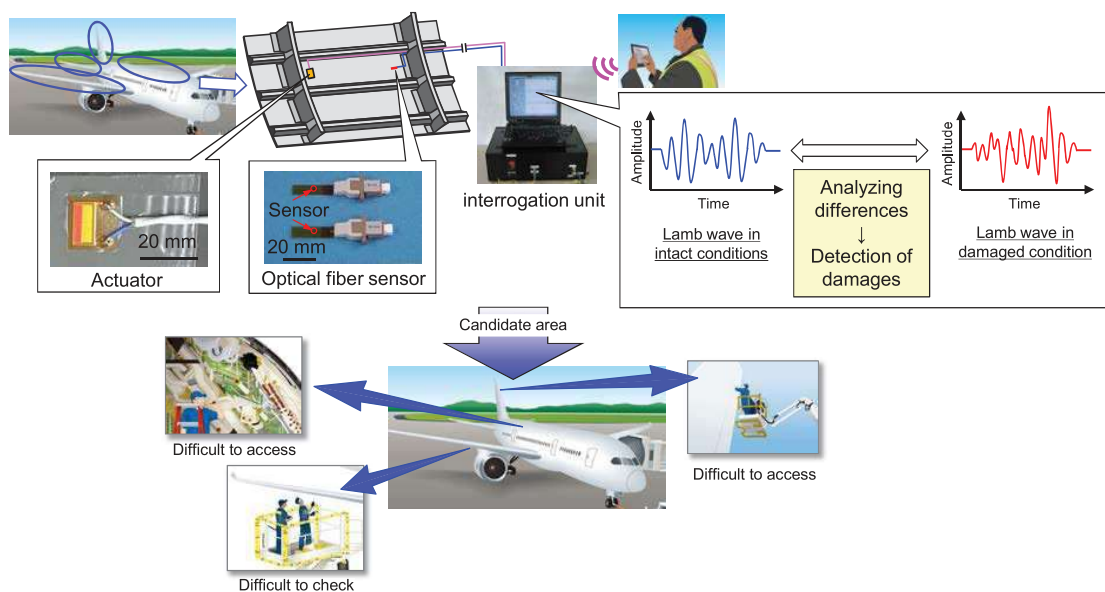 20 mm
Actuator
Sensor
20 mm
Optical fiber sensor
interrogation unit
Amplitude
Time
Lamb wave in
intact conditions
Analyzing
differences
↓
Detection of
damages
Amplitude
Time
Lamb wave in
damaged condition
Candidate area
Difficult to access
Difficult to access
Difficult to check